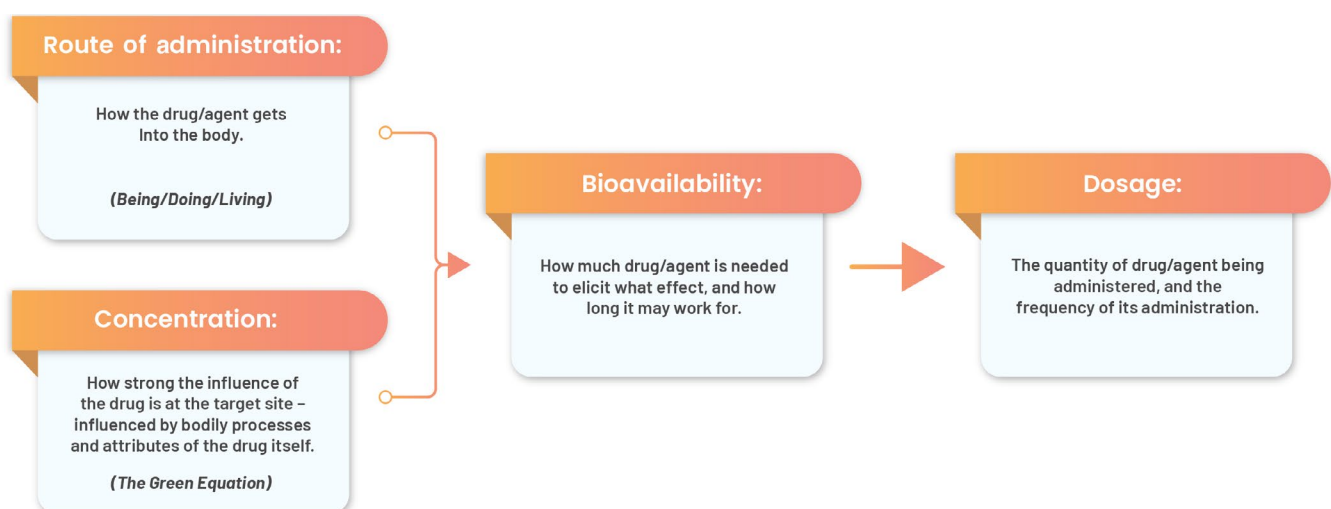 Route of administration:
How the drug/agent gets
Into the body.
(Being/Doing/Living)
Concentration:
How strong the influence of
the drug is at the target site –
influenced by bodily processes
and attributes of the drug itself.
(The Green Equation)
Bioavailability:
How much drug/agent is needed
to elicit what effect, and how
long it may work for.
Dosage:
The quantity of drug/agent being
administered, and the
frequency of its administration.